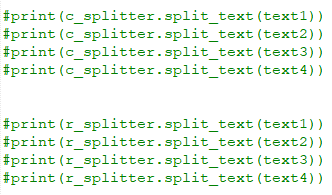 #print(c_splitter.split_text(text1))
#print(c_splitter.split_text(text2))
#print(c_splitter.split_text(text3))
#print(c_splitter.split_text(text4))
#print(r_splitter.split_text(text1))
#print(r_splitter.split_text(text2))
#print(r_splitter.split_text(text3))
#print(r_splitter.split_text(text4))